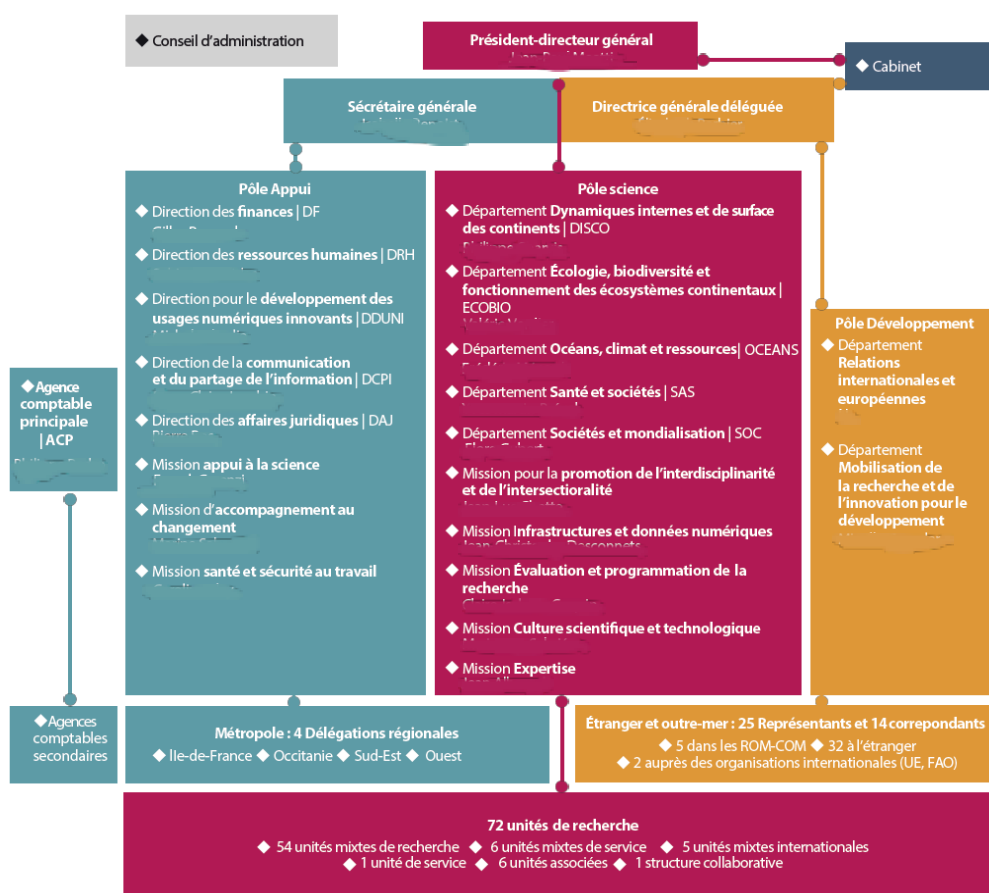 ◆ Conseil d’administration
Président-directeur général
◆ Cabinet
Sécrétaire générale
Directrice générale déléguée
Pôle Appui
◆ Direction des finances | DF
◆ Direction des ressources humaines | DRH
◆ Direction pour le développement des
usages numériques innovants | DDUNI
◆ Direction de la communication
et du partage de l’information | DCPI
◆ Direction des affaires juridiques | DAJ
◆ Mission appui à la science
◆ Mission d’accompagnement au
changement
◆ Mission santé et sécurité au travail
Pôle science
◆ Département Dynamiques internes et de surface
des continents | DISCO
◆ Département Écologie, biodiversité et
fonctionnement des écosystèmes continentaux |
ECOBIO
◆ Département Océans, climat et ressources| OCEANS
◆ Département Santé et sociétés | SAS
◆ Département Sociétés et mondialisation | SOC
◆ Mission pour la promotion de l’interdisciplinarité
et de l’intersectorialité
◆ Mission Infrastructures et données numériques
◆ Mission Évaluation et programmation de la
recherche
◆ Mission Culture scientifique et technologique
◆ Mission Expertise
Pôle Développement
◆ Département
Relations
internationales et
européennes
◆ Département
Mobilisation de
la recherche et de
l’innovation pour le
développement
◆Agence
comptable
principale
| ACP
◆Agences
comptables
secondaires
Métropole : 4 Délégations régionales
◆ Ile-de-France ◆ Occitanie ◆ Sud-Est ◆ Ouest
Étranger et outre-mer : 25 Représentants et 14 correpondants
◆ 5 dans les ROM-COM ◆ 32 à l’étranger
◆ 2 auprès des organisations internationales (UE, FAO)
72 unités de recherche
◆ 54 unités mixtes de recherche ◆ 6 unités mixtes de service ◆ 5 unités mixtes internationales
◆ 1 unité de service ◆ 6 unités associées ◆ 1 structure collaborative